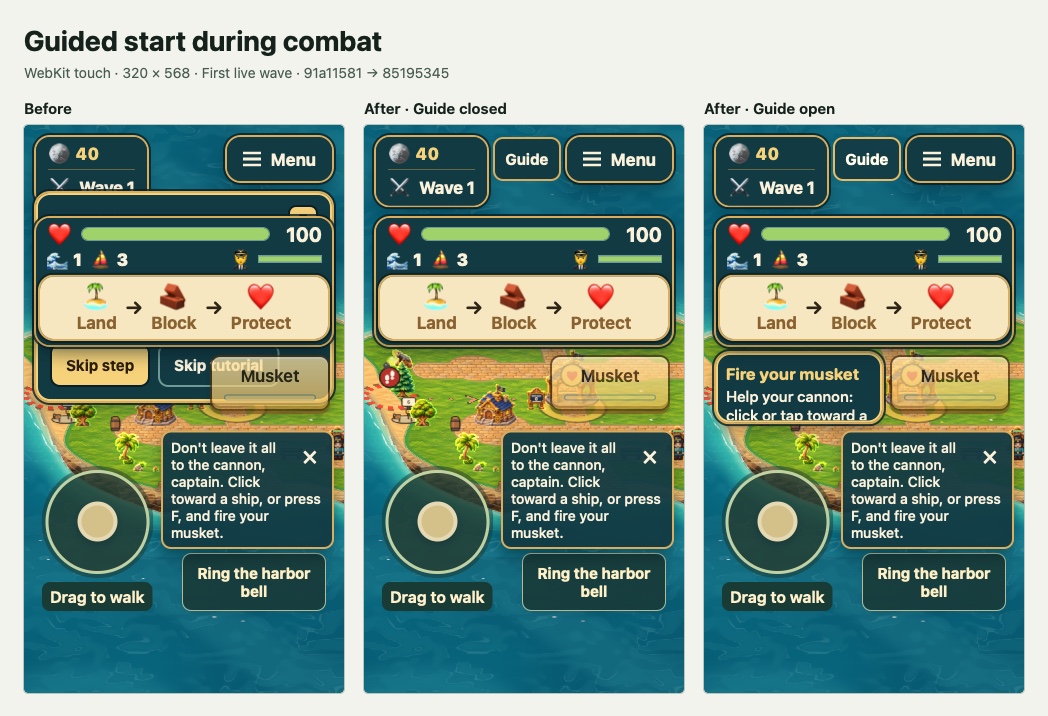 Guided start during combat
WebKit touch · 320 × 568 · First live wave · 91a11581 → 85195345
Before
40
Menu
Wave 1
100
1 3
Land → Block → Protect
Skip step
Skip tutorial
Musket
Don't leave it all
to the cannon,
captain. Click
toward a ship, or press
F, and fire your
musket.
Drag to walk
Ring the harbor
bell
After · Guide closed
40
Guide
Menu
Wave 1
100
1 3
Land → Block → Protect
Musket
Don't leave it all
to the cannon,
captain. Click
toward a ship, or press
F, and fire your
musket.
Drag to walk
Ring the harbor
bell
After · Guide open
40
Guide
Menu
Wave 1
100
1 3
Land → Block → Protect
Fire your musket
Help your cannon:
click or tap toward a
Musket
Don't leave it all
to the cannon,
captain. Click
toward a ship, or press
F, and fire your
musket.
Drag to walk
Ring the harbor
bell